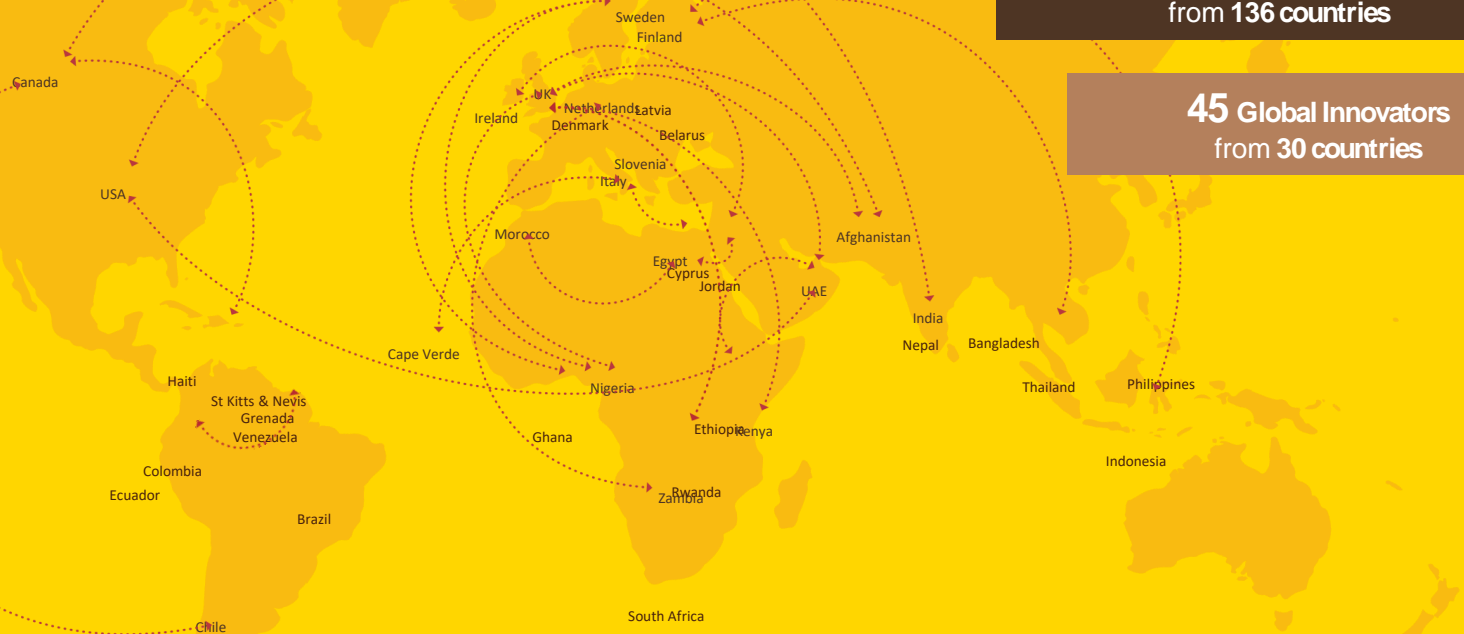 from 136 countries
Sweden
Finland
Canada
45 Global Innovators
from 30 countries
UK
Netherlands
Latvia
Ireland
Denmark
Belarus
Slovenia
Italy
USA
Morocco
Afghanistan
Egypt
Cyprus
Jordan
UAE
India
Nepal
Bangladesh
Cape Verde
Haiti
Nigeria
Thailand
Philippines
St Kitts & Nevis
Grenada
Venezuela
Ghana
Ethiopia
Kenya
Indonesia
Colombia
Ecuador
Rwanda
Zambia
Brazil
South Africa
Chile